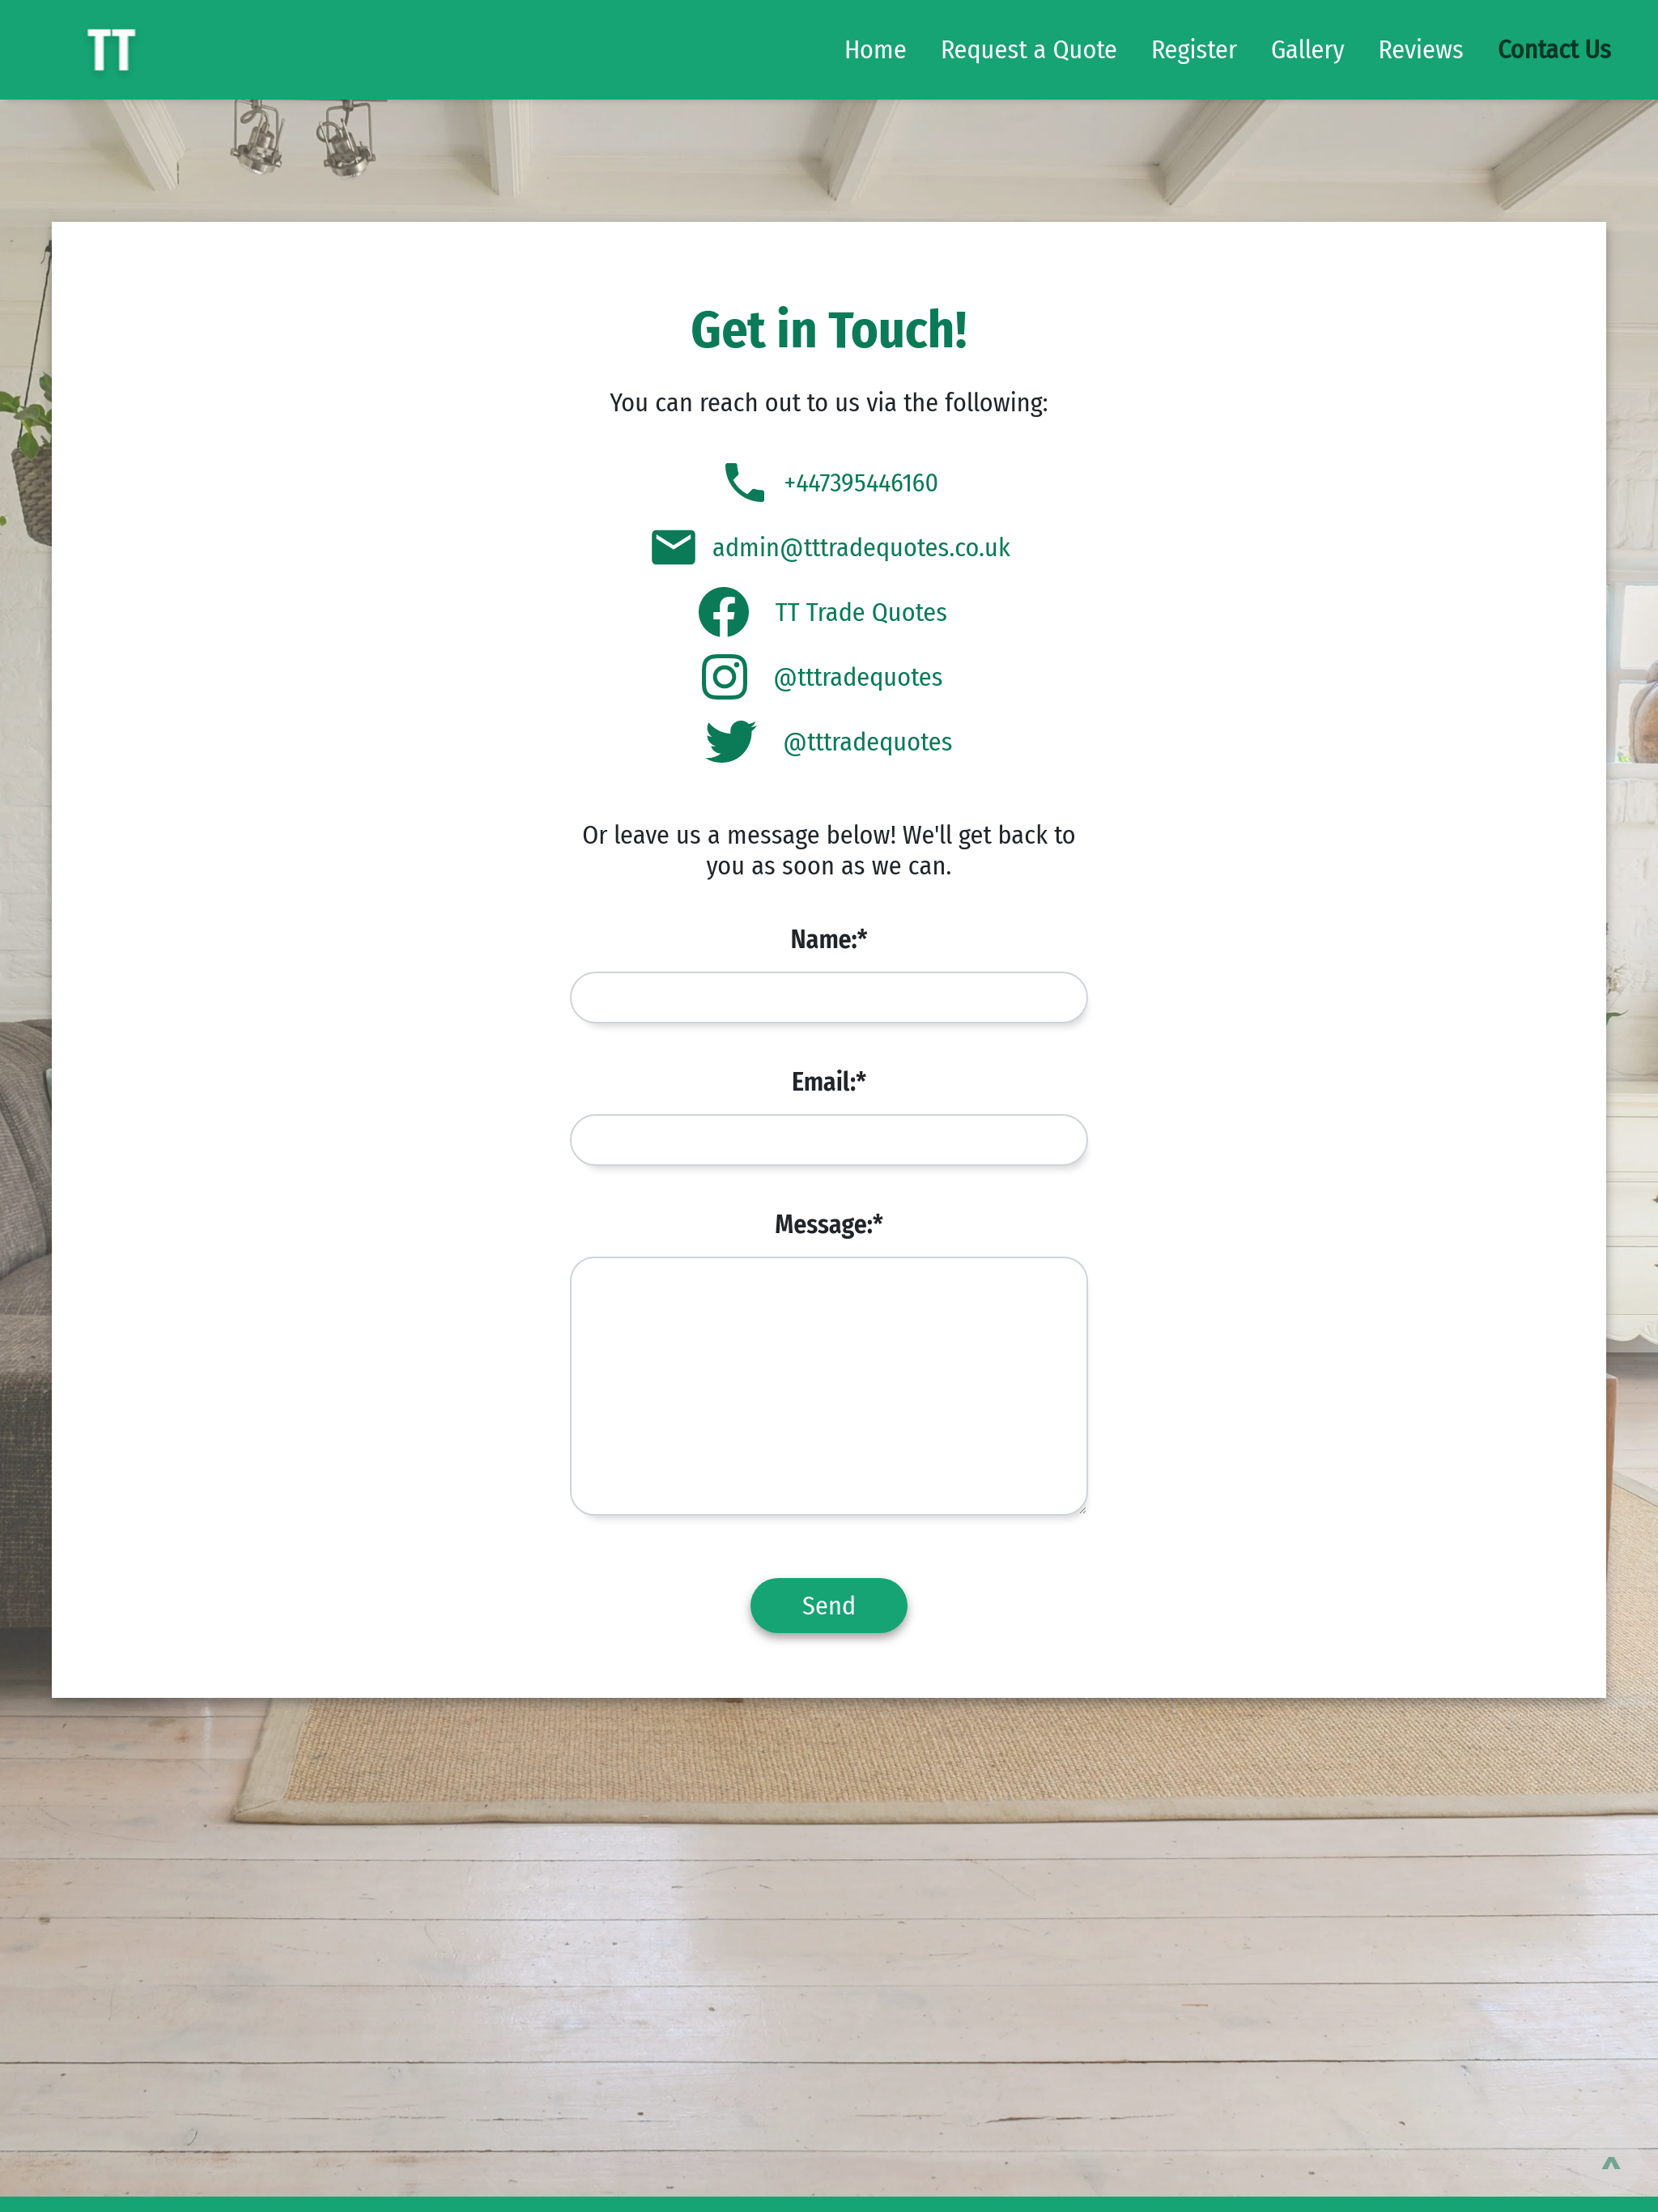 TT
Home Request a Quote Register Gallery Reviews Contact Us
Get in Touch!
You can reach out to us via the following:
+447395446160
admin@tttradequotes.co.uk
TT Trade Quotes
@tttradequotes
@tttradequotes
Or leave us a message below! We'll get back to
you as soon as we can.
Name:*
Email:*
Message:*
Send
^